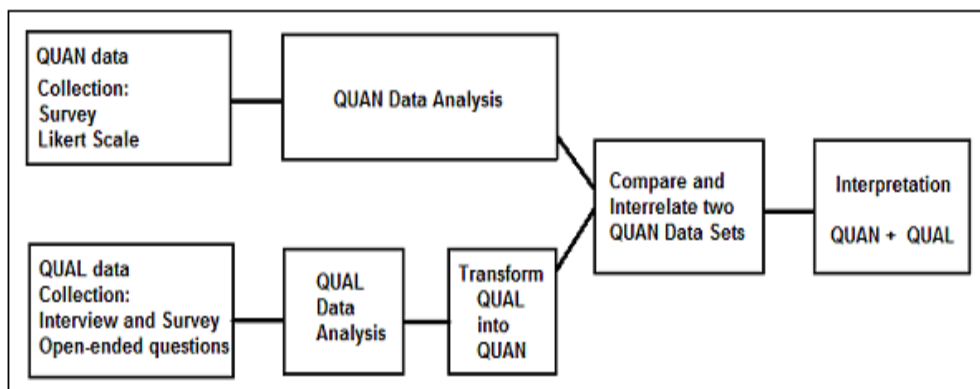 QUAN data
Collection:
Survey
Likert Scale
QUAN Data Analysis
QUAL data
Collection:
Interview and Survey
Open-ended questions
QUAL
Data
Analysis
Transform
QUAL
into
QUAN
Compare and
Interrelate two
QUAN Data Sets
Interpretation
QUAN + QUAL